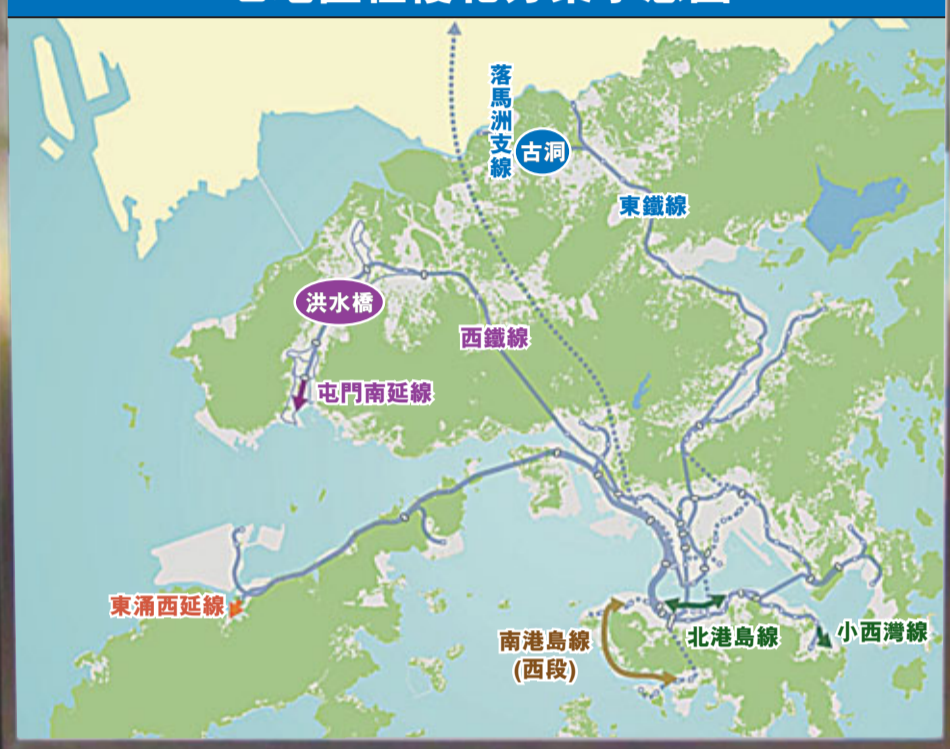 落馬洲支線
古洞
東鐵線
洪水橋
西鐵線
屯門南延線
東涌西延線
南港島線
(西段)
北港島線
小西灣線